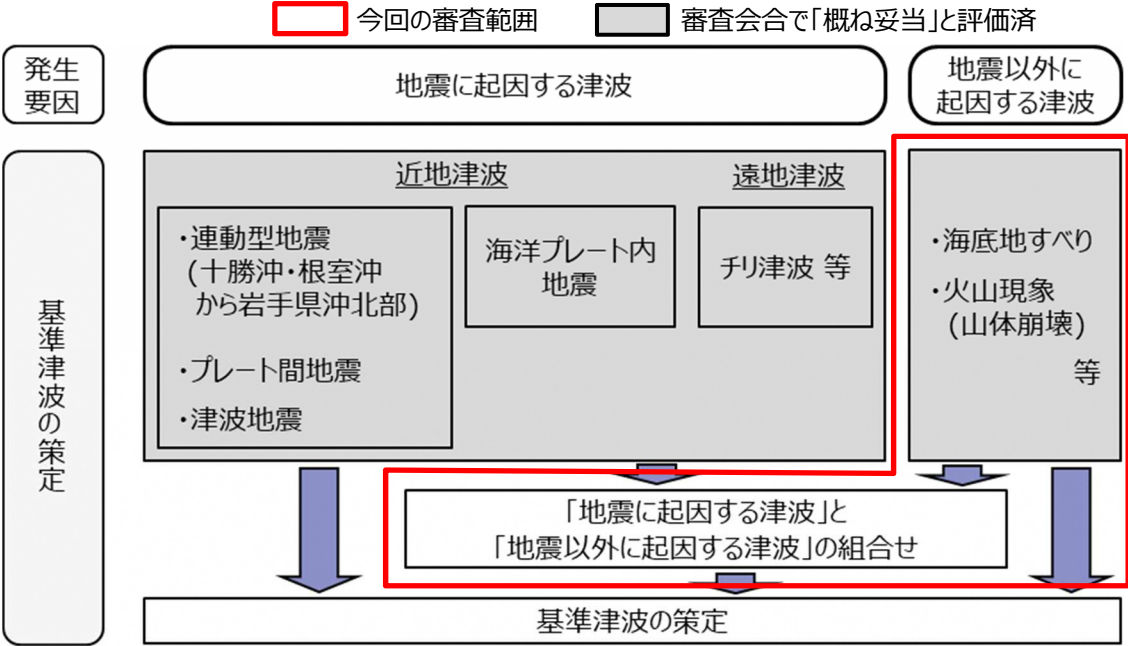 今回の審査範囲
審査会合で「概ね妥当」と評価済
発生
要因
地震に起因する津波
地震以外に
起因する津波
基準津波の策定
近地津波
遠地津波
・連動型地震
(十勝沖・根室沖
から岩手県沖北部)
・プレート間地震
・津波地震
海洋プレート内
地震
チリ津波 等
・海底地すべり
・火山現象
(山体崩壊)
等
「地震に起因する津波」と
「地震以外に起因する津波」の組合せ
基準津波の策定